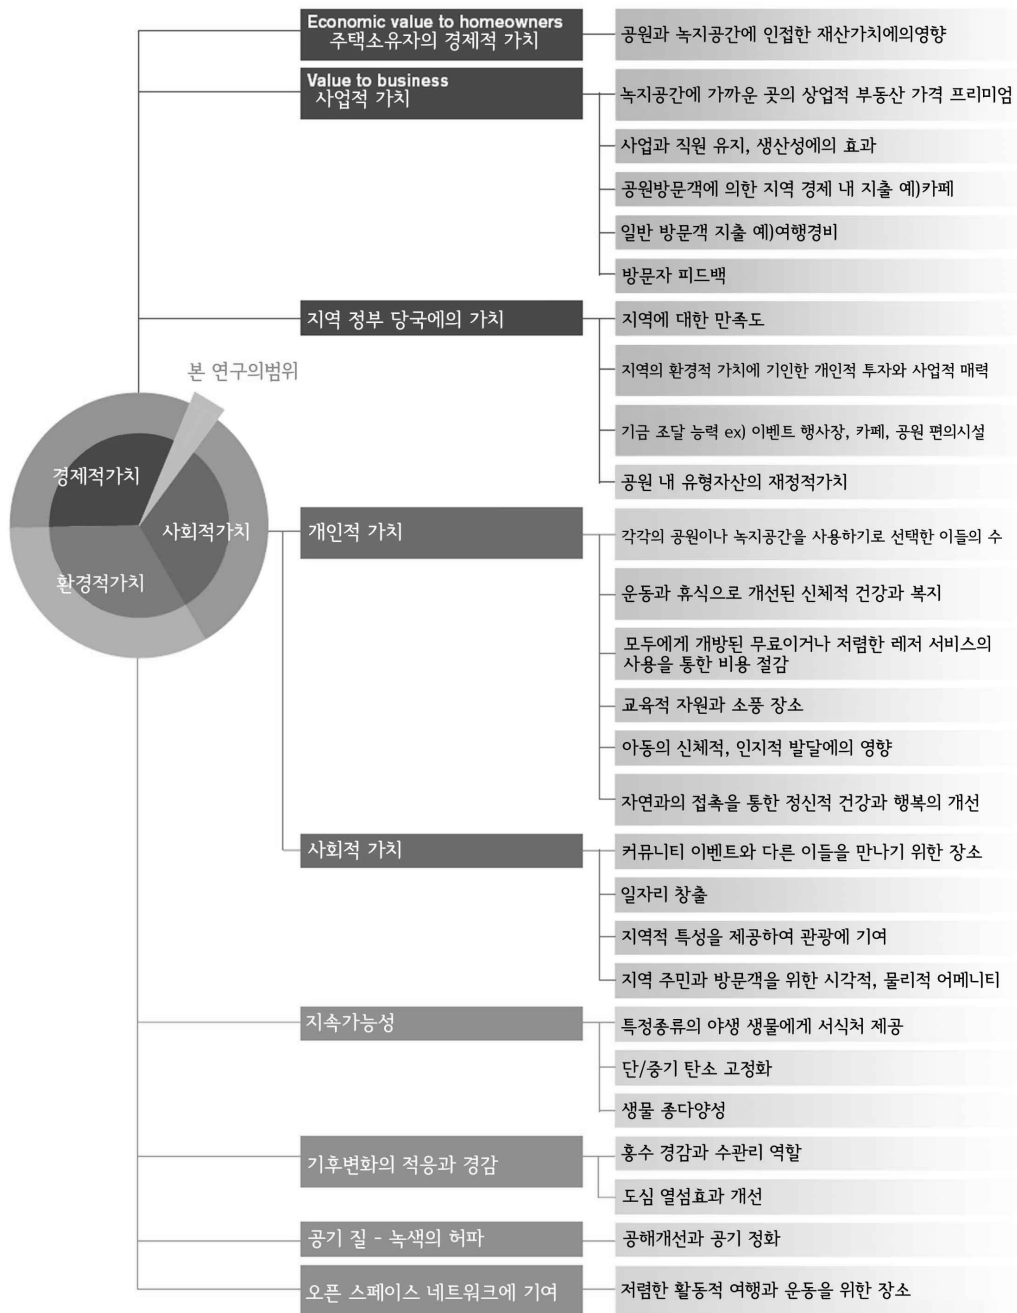 Economic value to homeowners
주택소유자의 경제적 가치
공원과 녹지공간에 인접한 재산가치에의영향
Value to business
사업적 가치
녹지공간에 가까운 곳의 상업적 부동산 가격 프리미엄
사업과 직원 유지, 생산성에의 효과
공원방문객에 의한 지역 경제 내 지출 예)카페
일반 방문객 지출 예)여행경비
방문자 피드백
지역 정부 당국에의 가치
지역에 대한 만족도
지역의 환경적 가치에 기인한 개인적 투자와 사업적 매력
기금 조달 능력 ex) 이벤트 행사장, 카페, 공원 편의시설
공원 내 유형자산의 재정적가치
본 연구의범위
경제적가치
사회적가치
환경적가치
개인적 가치
각각의 공원이나 녹지공간을 사용하기로 선택한 이들의 수
운동과 휴식으로 개선된 신체적 건강과 복지
모두에게 개방된 무료이거나 저렴한 레저 서비스의
사용을 통한 비용 절감
교육적 자원과 소풍 장소
아동의 신체적, 인지적 발달에의 영향
자연과의 접촉을 통한 정신적 건강과 행복의 개선
사회적 가치
커뮤니티 이벤트와 다른 이들을 만나기 위한 장소
일자리 창출
지역적 특성을 제공하여 관광에 기여
지역 주민과 방문객을 위한 시각적, 물리적 어메니티
지속가능성
특정종류의 야생 생물에게 서식처 제공
단/중기 탄소 고정화
생물 종다양성
기후변화의 적응과 경감
홍수 경감과 수관리 역할
도심 열섬효과 개선
공기 질 - 녹색의 허파
공해개선과 공기 정화
오픈 스페이스 네트워크에 기여
저렴한 활동적 여행과 운동을 위한 장소